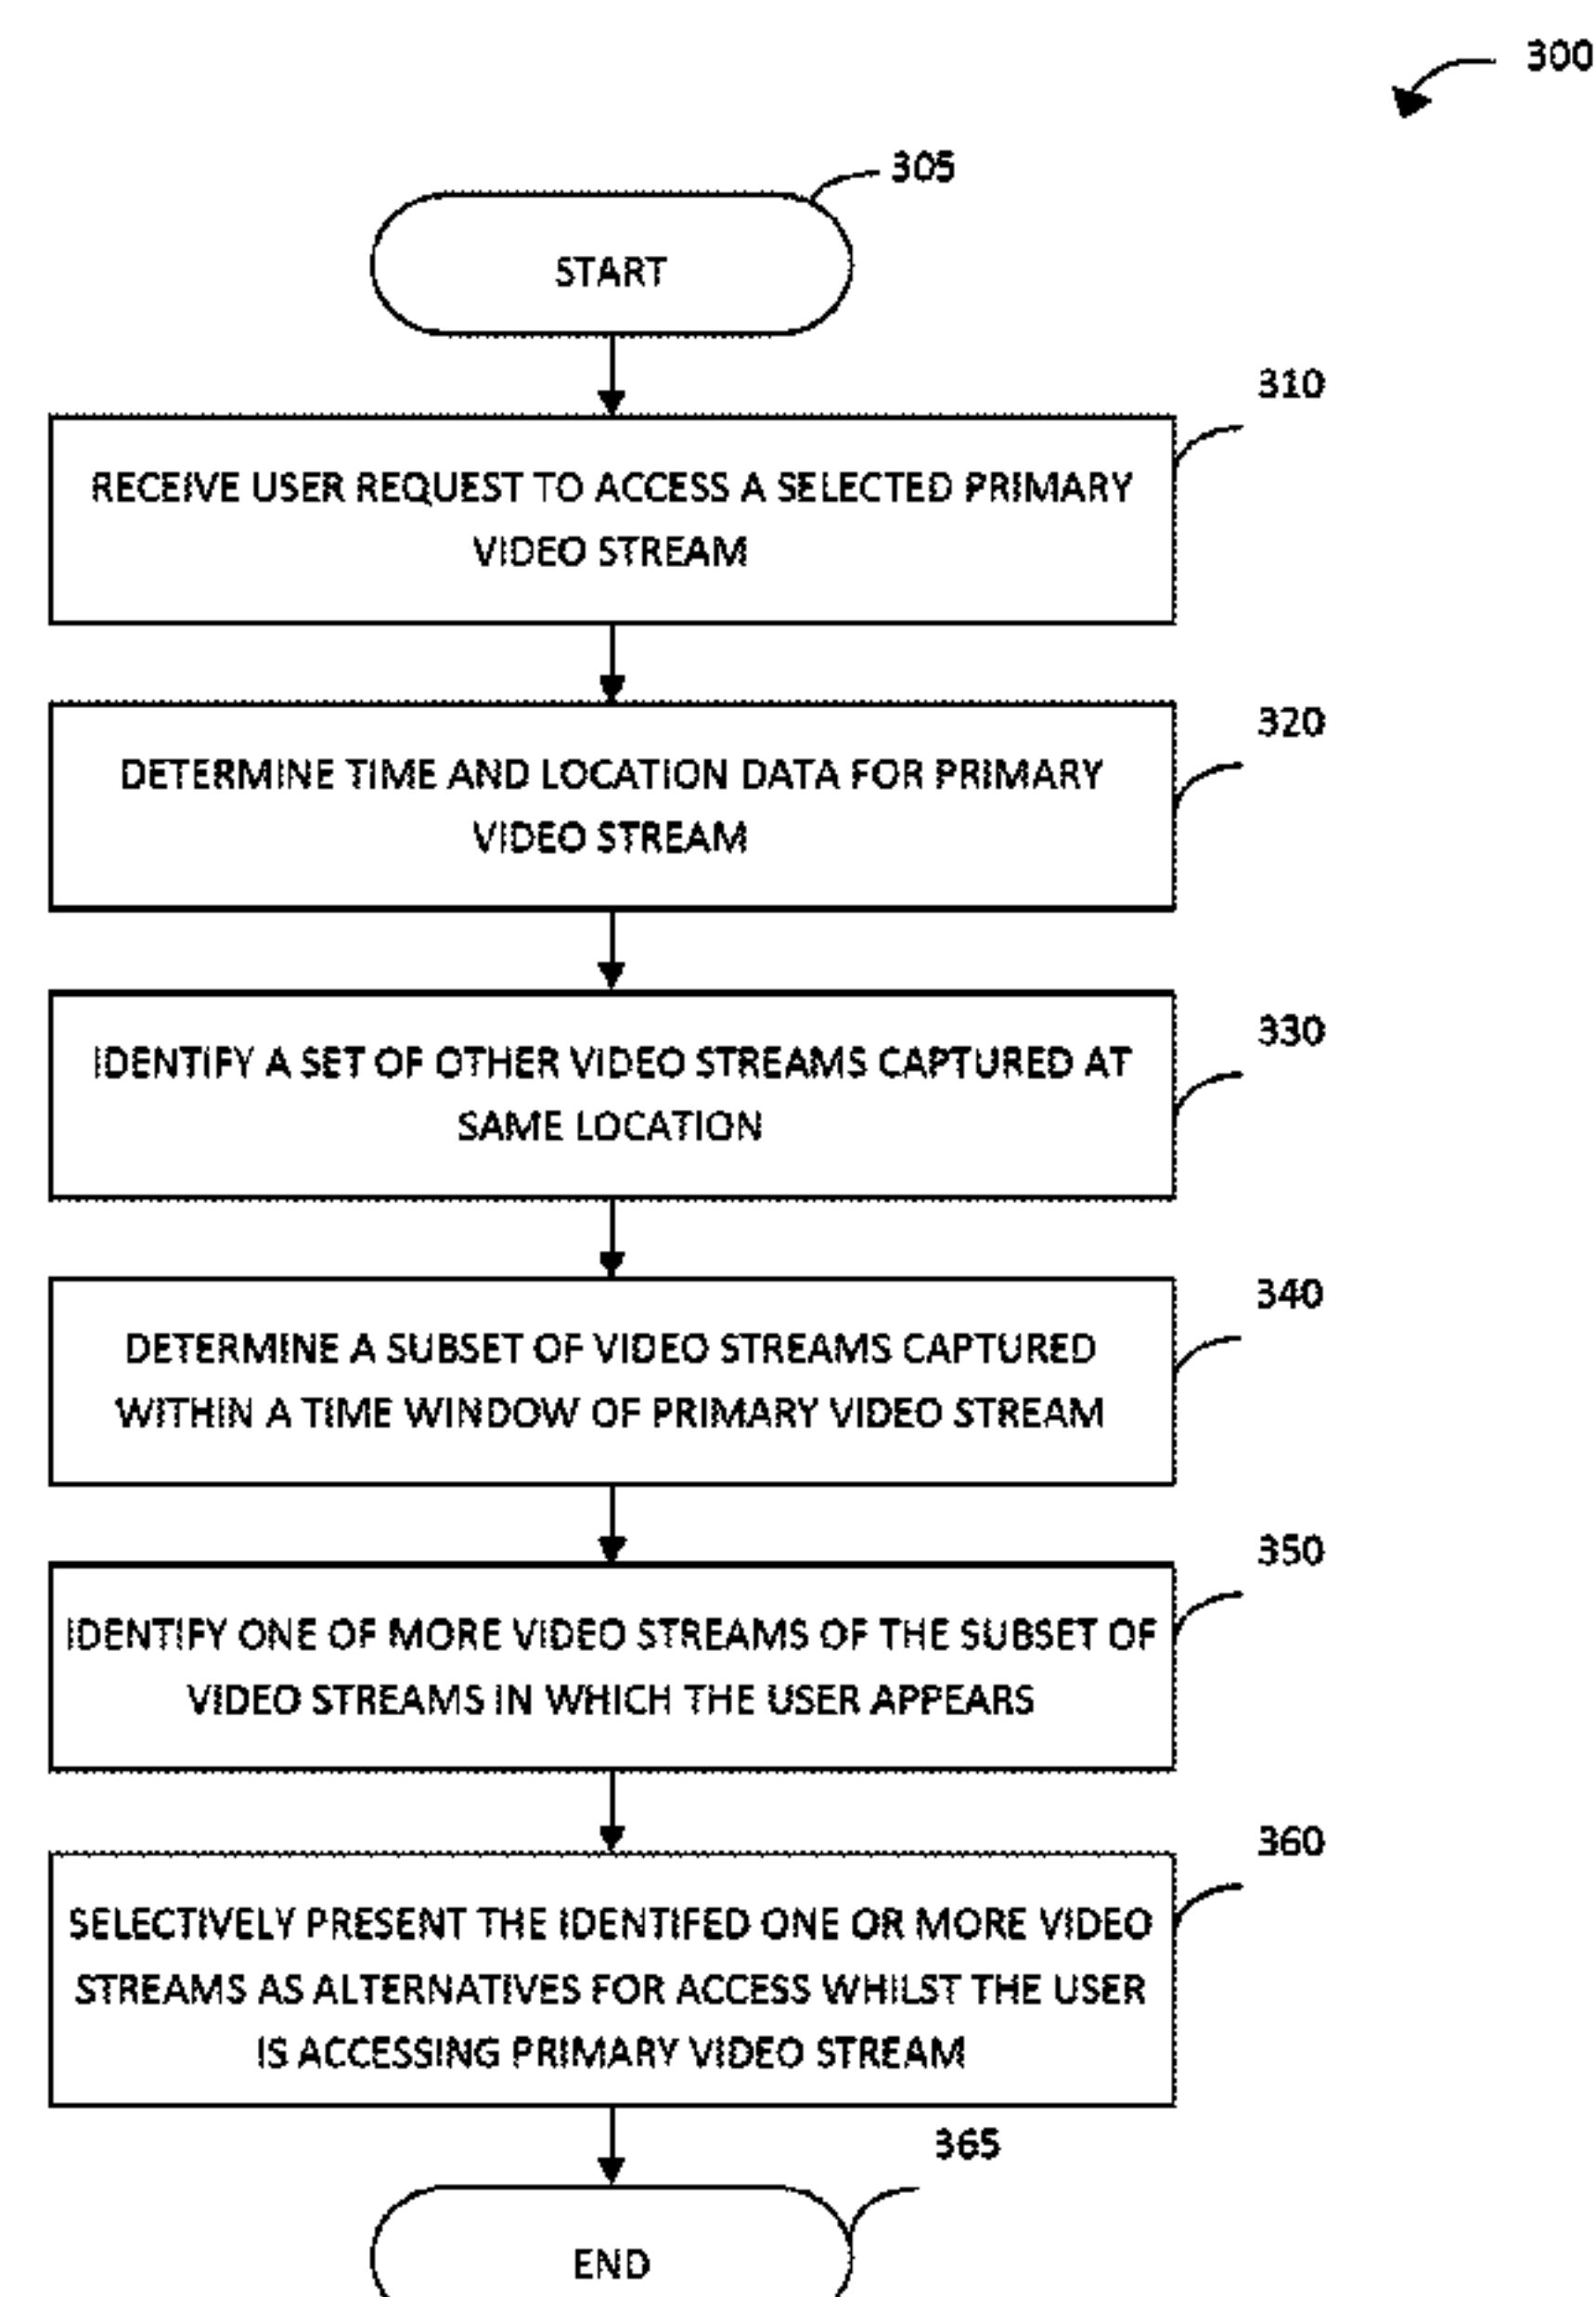 300
305
START
310
RECEIVE USER REQUEST TO ACCESS A SELECTED PRIMARY
VIDEO STREAM
320
DETERMINE TIME AND LOCATION DATA FOR PRIMARY
VIDEO STREAM
330
IDENTIFY A SET OF OTHER VIDEO STREAMS CAPTURED AT
SAME LOCATION
340
DETERMINE A SUBSET OF VIDEO STREAMS CAPTURED
WITHIN A TIME WINDOW OF PRIMARY VIDEO STREAM
350
IDENTIFY ONE OF MORE VIDEO STREAMS OF THE SUBSET OF
VIDEO STREAMS IN WHICH THE USER APPEARS
360
SELECTIVELY PRESENT THE IDENTIFED ONE OR MORE VIDEO
STREAMS AS ALTERNATIVES FOR ACCESS WHILST THE USER
IS ACCESSING PRIMARY VIDEO STREAM
365
END